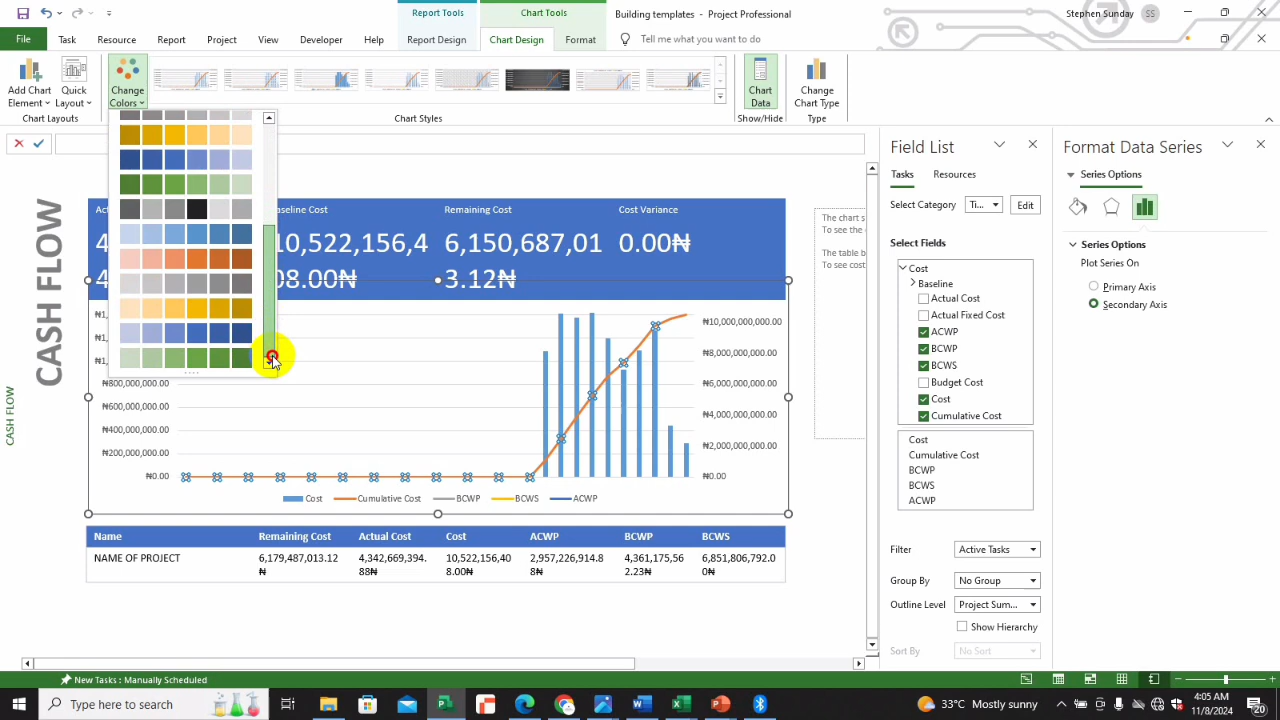 Report Tools
Chart Tools
Building templates - Project Professional
Stephen Sunday
SS
File
Task
Resource
Report
Project
View
Developer
Help
Report Design
Chart Design
Format
Tell me what you want to do
Add Chart
Element
Quick
Layout
Change
Colors
Chart
Data
Change
Chart Type
Chart Layouts
Chart Styles
Show/Hide
Type
Field List
Format Data Series
Tasks
Resources
Series Options
Select Category
Ti...
Edit
Select Fields
Cost
Baseline
Actual Cost
Actual Fixed Cost
ACWP
BCWP
BCWS
Budget Cost
Cost
Cumulative Cost
Cost
Cumulative Cost
BCWP
BCWS
ACWP
Filter
Active Tasks
Group By
No Group
Outline Level
Project Sum...
Show Hierarchy
Sort By
No Sort
Series Options
Plot Series On
Primary Axis
Secondary Axis
CASH FLOW
CASH FLOW
Baseline Cost
Remaining Cost
Cost Variance
10,522,156,4
08.00₦
6,150,687,01
3.12₦
0.00₦
The chart s
To see the
The table b
To see cost
₦800,000,000.00
₦600,000,000.00
₦400,000,000.00
₦200,000,000.00
₦0.00
₦10,000,000,000.00
₦8,000,000,000.00
₦6,000,000,000.00
₦4,000,000,000.00
₦2,000,000,000.00
₦0.00
Cost
Cumulative Cost
BCWP
BCWS
ACWP
Name
Remaining Cost
Actual Cost
Cost
ACWP
BCWP
BCWS
NAME OF PROJECT
6,179,487,013.12
₦
4,342,669,394.
88₦
10,522,156,40
8.00₦
2,957,226,914.8
8₦
4,361,175,56
2.23₦
6,851,806,792.0
0₦
New Tasks : Manually Scheduled
Type here to search
33°C Mostly sunny
4:05 AM
11/8/2024
20